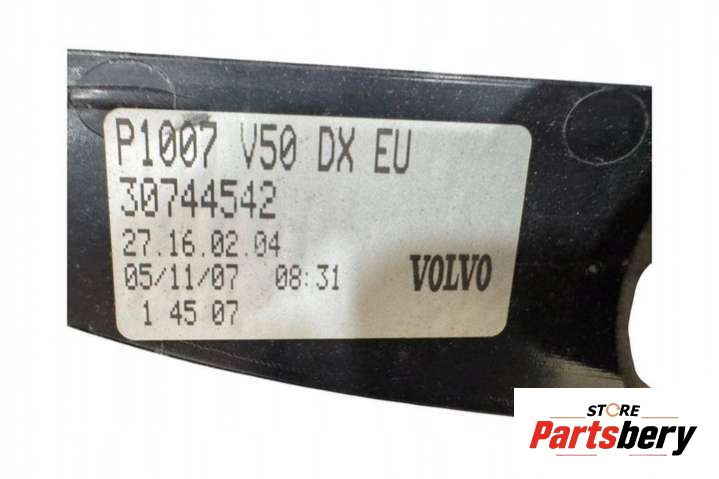 P1007 V50 DX EU
30744542
27.16.02.04
05/11/07 08:31 VOLVO
1 45 07
STORE
Partsbery